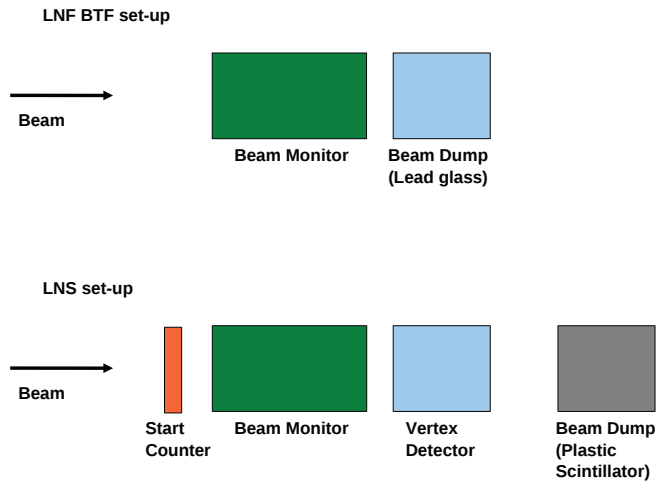 LNF BTF set-up
Beam
Beam Monitor
Beam Dump
(Lead glass)
LNS set-up
Beam
Start
Counter
Beam Monitor
Vertex
Detector
Beam Dump
(Plastic
Scintillator)